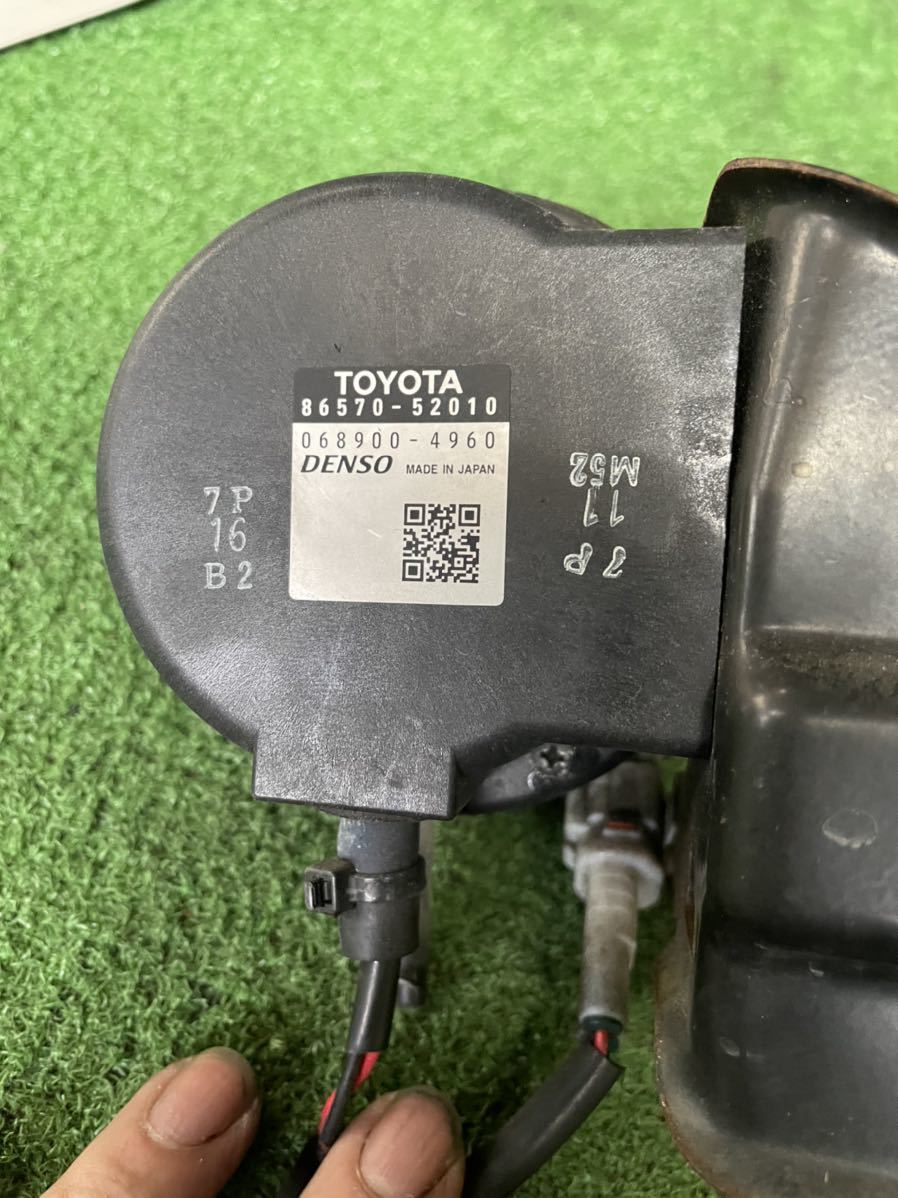 TOYOTA
86570-52010
068900-4960
DENSO MADE IN JAPAN
7P
16
B2
7P
11
M52